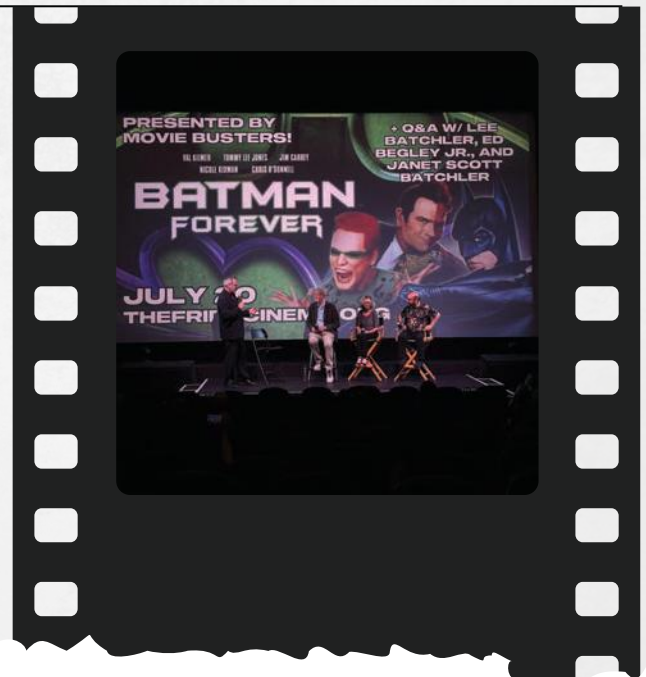 PRESENTED BY
MOVIE BUSTERS!
VAL KILMER TOMMY LEE JONES JIM CARREY
NICOLE KIDMAN CHRIS O'DONNELL
BATMAN
FOREVER
+ Q&A W/ LEE
BATCHLER, ED
BEGLEY JR., AND
JANET SCOTT
BATCHLER
JULY